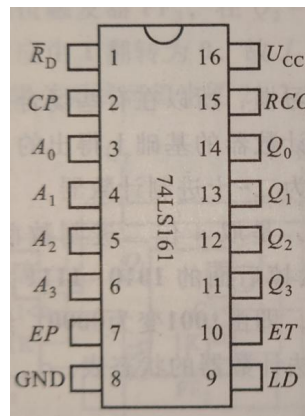 R̅D 1 16 UCC
CP 2 15 RCO
A0 3 14 Q0
A1 4 13 Q1
A2 5 12 Q2
A3 6 11 Q3
EP 7 10 ET
GND 8 9 L̅D̅
74LS161